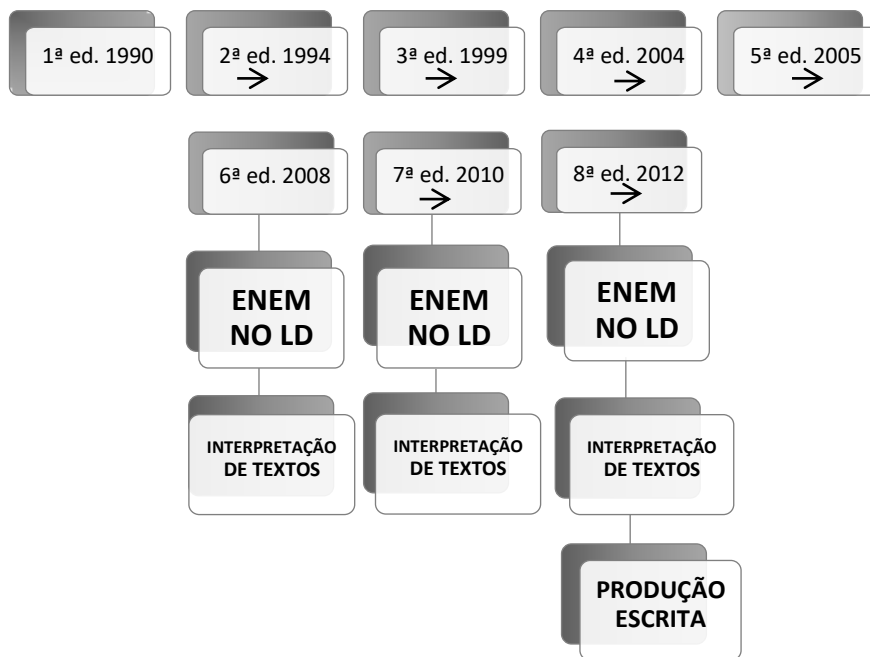 1ª ed. 1990
2ª ed. 1994
3ª ed. 1999
4ª ed. 2004
5ª ed. 2005
6ª ed. 2008
7ª ed. 2010
8ª ed. 2012
ENEM
NO LD
ENEM
NO LD
ENEM
NO LD
INTERPRETAÇÃO
DE TEXTOS
INTERPRETAÇÃO
DE TEXTOS
INTERPRETAÇÃO
DE TEXTOS
PRODUÇÃO
ESCRITA